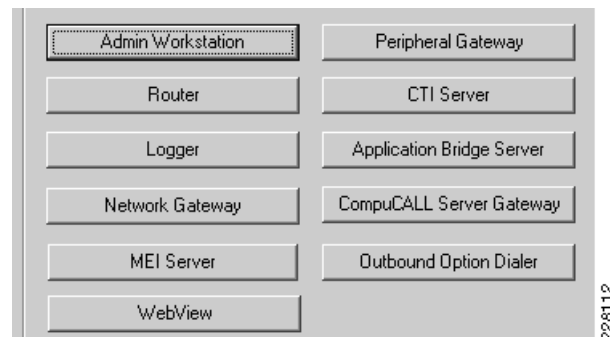 Admin Workstation
Peripheral Gateway
Router
CTI Server
Logger
Application Bridge Server
Network Gateway
CompuCALL Server Gateway
MEI Server
Outbound Option Dialer
WebView
228112